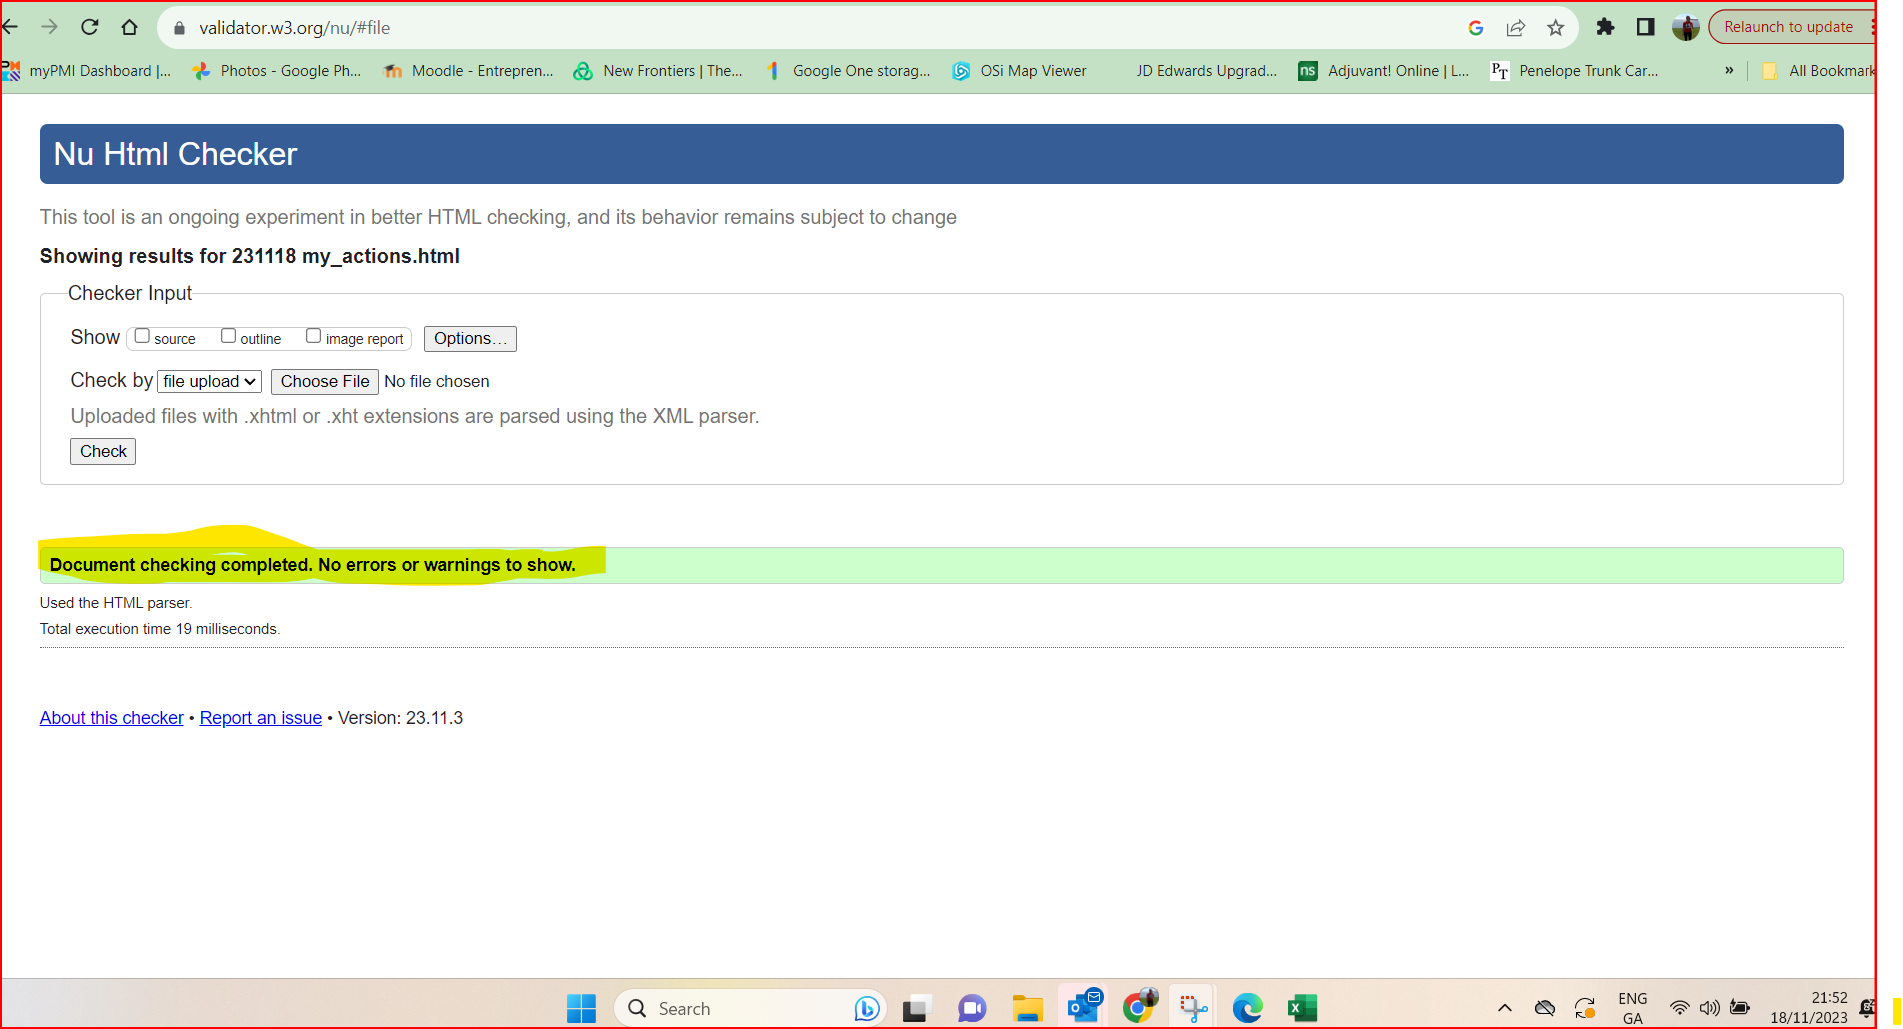 validator.w3.org/nu/#file
Relaunch to update
myPMI Dashboard |...
Photos - Google Ph...
Moodle - Entrepren...
New Frontiers | The...
Google One storag...
OSi Map Viewer
JD Edwards Upgrad...
ns
Adjuvant! Online | L...
PT
Penelope Trunk Car...
»
All Bookmark
Nu Html Checker
This tool is an ongoing experiment in better HTML checking, and its behavior remains subject to change
Showing results for 231118 my_actions.html
Checker Input
Show source outline image report Options...
Check by file upload Choose File No file chosen
Uploaded files with .xhtml or .xht extensions are parsed using the XML parser.
Check
Document checking completed. No errors or warnings to show.
Used the HTML parser.
Total execution time 19 milliseconds.
About this checker • Report an issue • Version: 23.11.3
Search
ENG
GA
21:52
18/11/2023